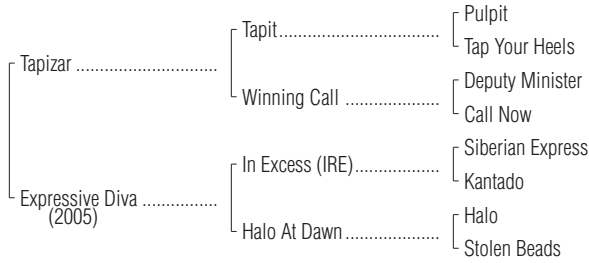 Pulpit
Tapit
Tap Your Heels
Tapizar
Deputy Minister
Winning Call
Call Now
Siberian Express
In Excess (IRE)
Kantado
Expressive Diva
(2005)
Halo
Halo At Dawn
Stolen Beads